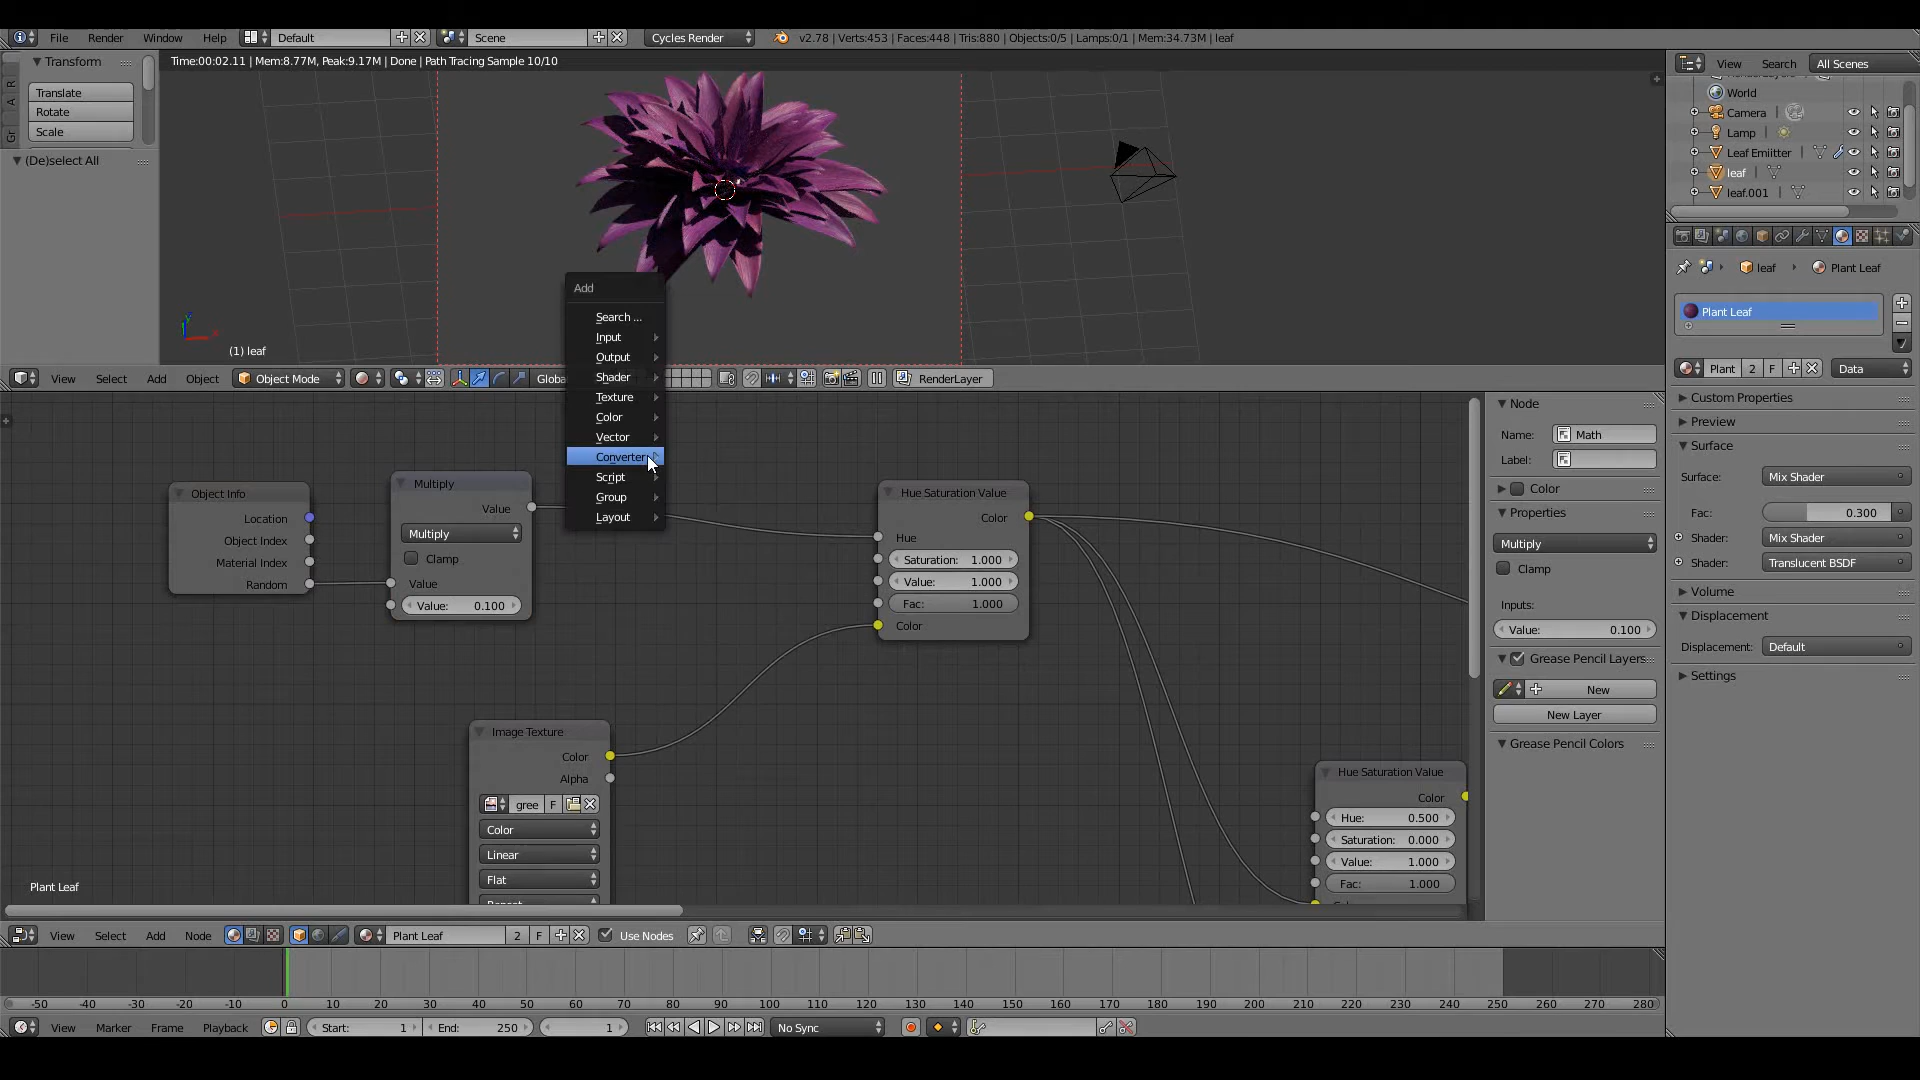 File Render Window Help Default Scene Cycles Render v2.78 | Verts:453 | Faces:448 | Tris:880 | Objects:0/5 | Lamps:0/1 | Mem:34.73M | leaf
Time:00:02.11 | Mem:8.77M, Peak:9.17M | Done | Path Tracing Sample 10/10
Transform
Translate
Rotate
Scale
(De)select All
R
A
Gr
(1) leaf
View Select Add Object Object Mode Globa RenderLayer
Add
Search ...
Input
Output
Shader
Texture
Color
Vector
Converter
Script
Group
Layout
Object Info
Location
Object Index
Material Index
Random
Multiply
Value
Multiply
Clamp
Value
Value: 0.100
Hue Saturation Value
Color
Hue
Saturation: 1.000
Value: 1.000
Fac: 1.000
Color
Image Texture
Color
Alpha
gree F
Color
Linear
Flat
Hue Saturation Value
Color
Hue: 0.500
Saturation: 0.000
Value: 1.000
Fac: 1.000
Plant Leaf
View Select Add Node Plant Leaf 2 F Use Nodes
-50 -40 -30 -20 -10 0 10 20 30 40 50 60 70 80 90 100 110 120 130 140 150 160 170 180 190 200 210 220 230 240 250 260 270 280
View Marker Frame Playback Start: 1 End: 250 1 No Sync
Node
Name: Math
Label:
Color
Properties
Multiply
Clamp
Inputs:
Value: 0.100
Grease Pencil Layers
New
New Layer
Grease Pencil Colors
View Search All Scenes
World
Camera
Lamp
Leaf Emiitter
leaf
leaf.001
leaf Plant Leaf
Plant Leaf
Plant 2 F Data
Custom Properties
Preview
Surface
Surface: Mix Shader
Fac: 0.300
Shader: Mix Shader
Shader: Translucent BSDF
Volume
Displacement
Displacement: Default
Settings